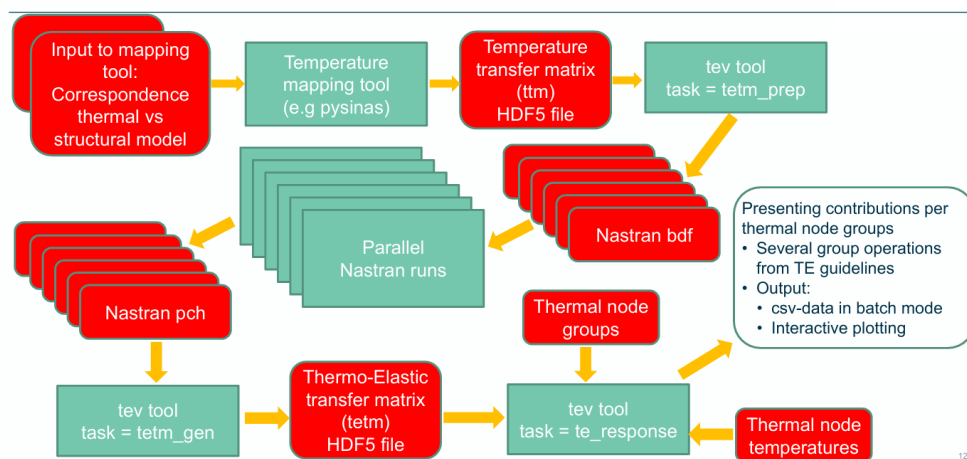 Input to mapping
tool:
Correspondence
thermal vs
structural model
Temperature
mapping tool
(e.g pysinas)
Temperature
transfer matrix
(ttm)
HDF5 file
tev tool
task = tetm_prep
Parallel
Nastran runs
Nastran bdf
Presenting contributions per
thermal node groups
• Several group operations
from TE guidelines
• Output:
• csv-data in batch mode
• Interactive plotting
Nastran pch
Thermal node
groups
tev tool
task = tetm_gen
Thermo-Elastic
transfer matrix
(tetm)
HDF5 file
tev tool
task = te_response
Thermal node
temperatures
12